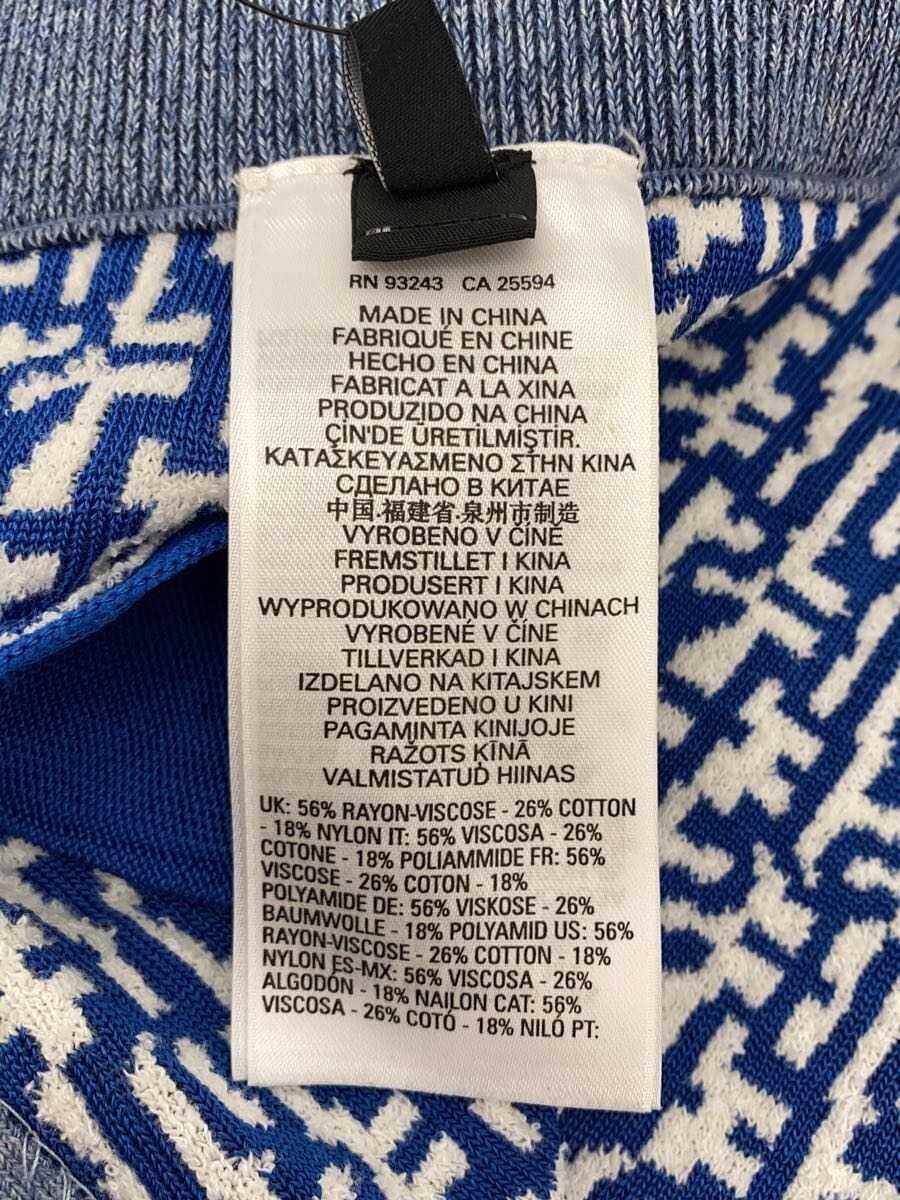 RN 93243 CA 25594
MADE IN CHINA
FABRIQUÉ EN CHINE
HECHO EN CHINA
FABRICAT A LA XINA
PRODUZIDO NA CHINA
ÇİN'DE ÜRETİLMİŞTİR.
ΚΑΤΑΣΚΕΥΑΣΜΕΝΟ ΣΤΗΝ ΚΙΝΑ
СДЕЛАНО В КИТАЕ
中国.福建省.泉州市制造
VYROBENO V ČÍNĚ
FREMSTILLET I KINA
PRODUSERT I KINA
WYPRODUKOWANO W CHINACH
VYROBENÉ V ČÍNE
TILLVERKAD I KINA
IZDELANO NA KITAJSKEM
PROIZVEDENO U KINI
PAGAMINTA KINIJOJE
RAŽOTS ĶĪNĀ
VALMISTATUD HIINAS
UK: 56% RAYON-VISCOSE - 26% COTTON
- 18% NYLON IT: 56% VISCOSA - 26%
COTONE - 18% POLIAMMIDE FR: 56%
VISCOSE - 26% COTON - 18%
POLYAMIDE DE: 56% VISKOSE - 26%
BAUMWOLLE - 18% POLYAMID US: 56%
RAYON-VISCOSE - 26% COTTON - 18%
NYLON ES-MX: 56% VISCOSA - 26%
ALGODÓN - 18% NAILON CAT: 56%
VISCOSA - 26% COTÓ - 18% NILÓ PT: